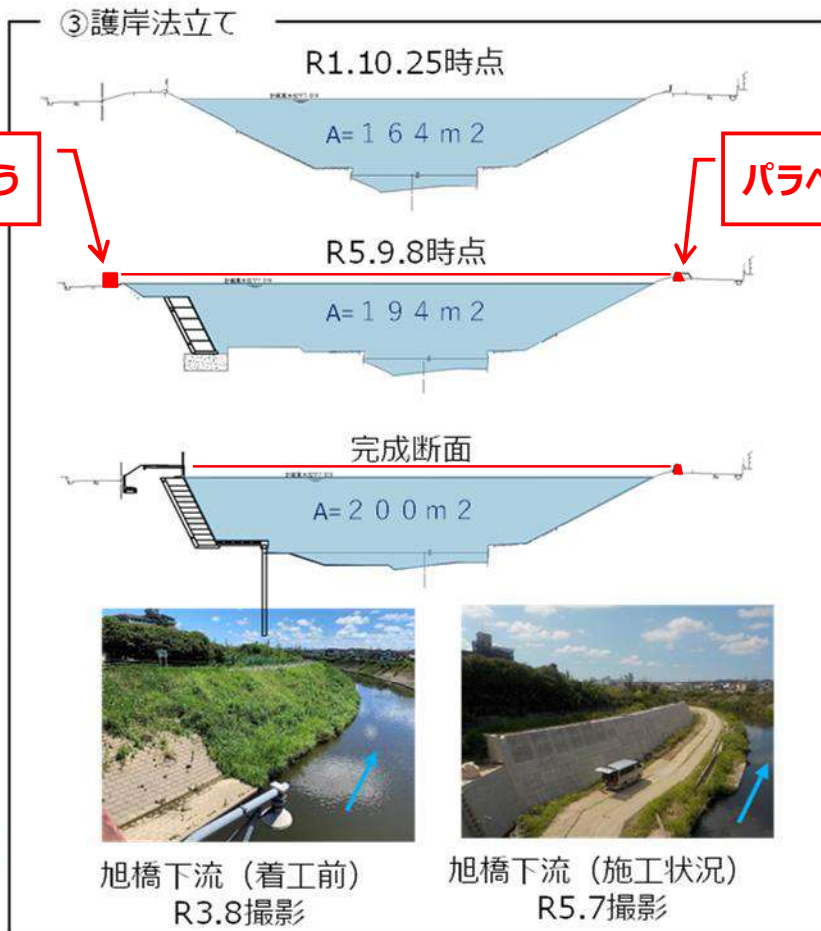 ③護岸法立て
R1.10.25時点
A=164m2
う
パラペ
R5.9.8時点
A=194m2
完成断面
A=200m2
旭橋下流（着工前）
R3.8撮影
旭橋下流（施工状況）
R5.7撮影